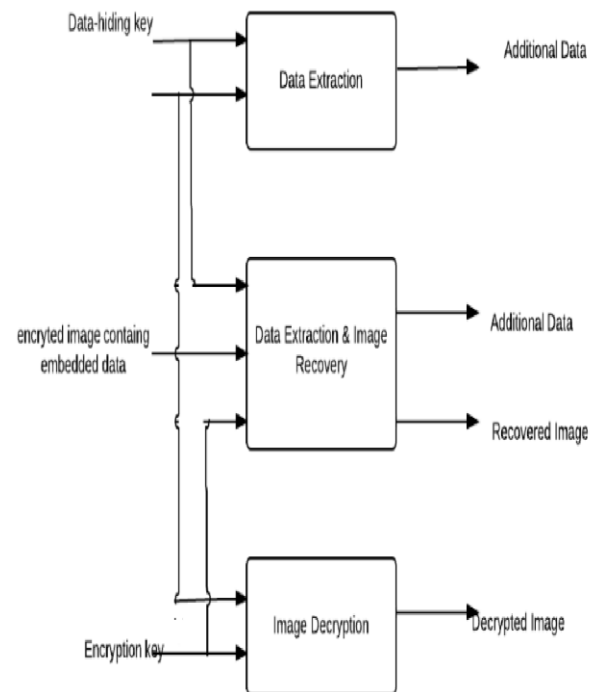 Data-hiding key
Data Extraction
Additional Data
encryted image containg
embedded data
Data Extraction & Image
Recovery
Additional Data
Recovered Image
Encryption key
Image Decryption
Decrypted Image